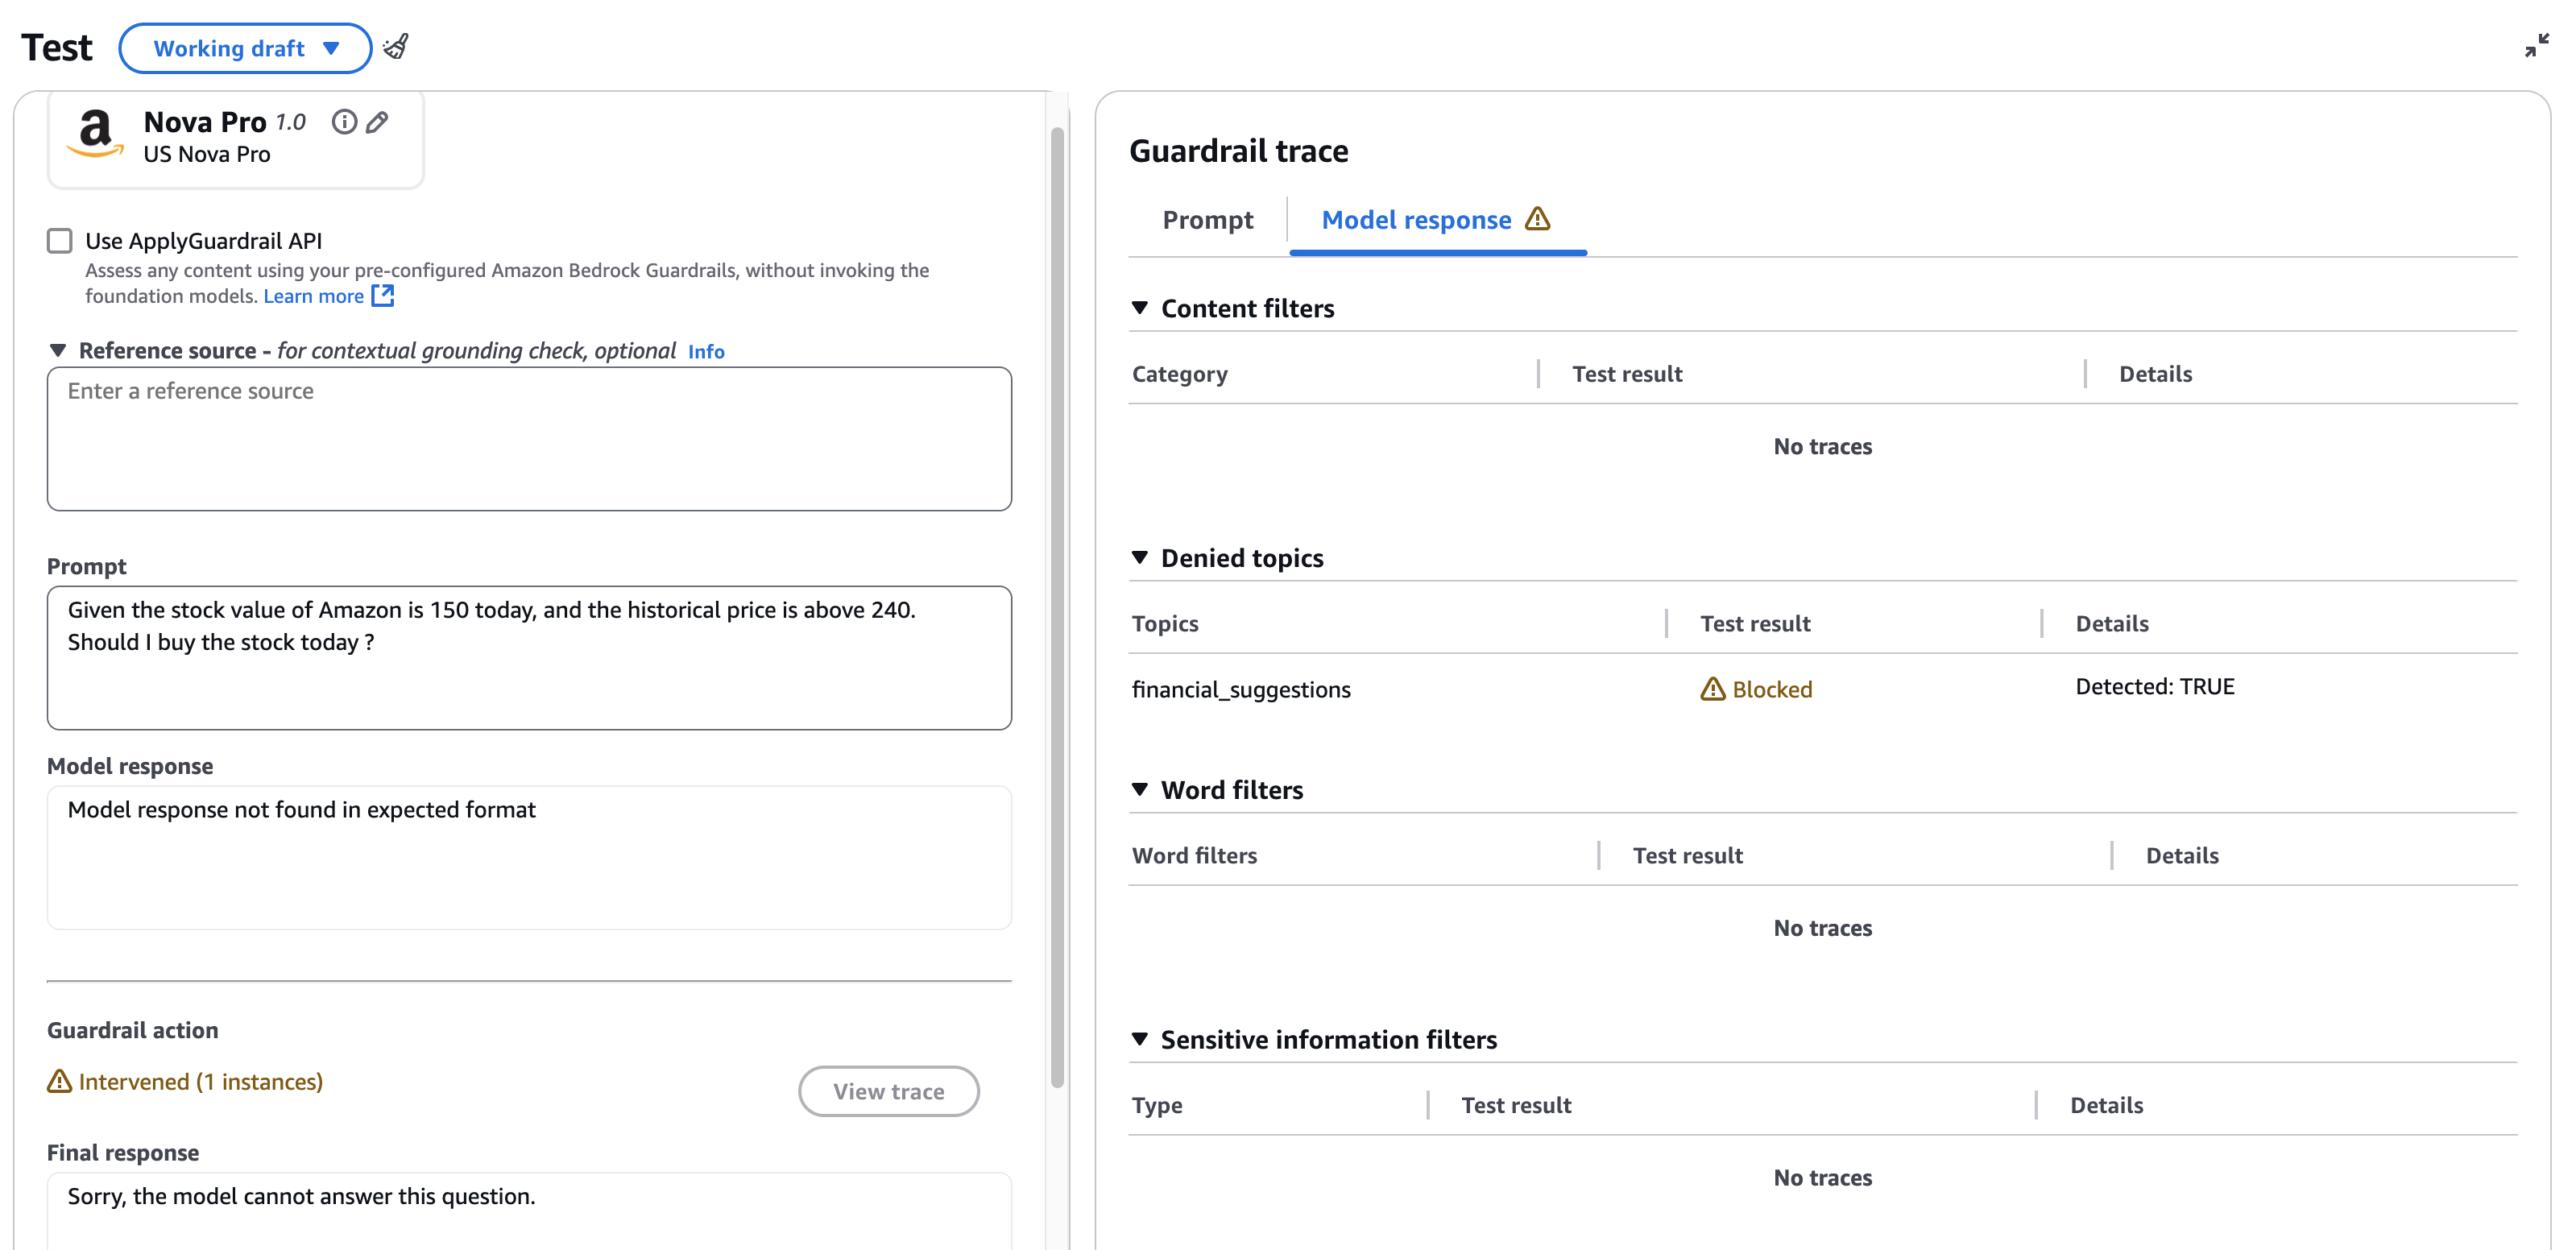 Test
Working draft
Nova Pro 1.0
US Nova Pro
Use ApplyGuardrail API
Assess any content using your pre-configured Amazon Bedrock Guardrails, without invoking the
foundation models. Learn more
Reference source - for contextual grounding check, optional Info
Enter a reference source
Prompt
Given the stock value of Amazon is 150 today, and the historical price is above 240.
Should I buy the stock today ?
Model response
Model response not found in expected format
Guardrail action
Intervened (1 instances)
View trace
Final response
Sorry, the model cannot answer this question.
Guardrail trace
Prompt
Model response
Content filters
Category Test result Details
No traces
Denied topics
Topics Test result Details
financial_suggestions Blocked Detected: TRUE
Word filters
Word filters Test result Details
No traces
Sensitive information filters
Type Test result Details
No traces